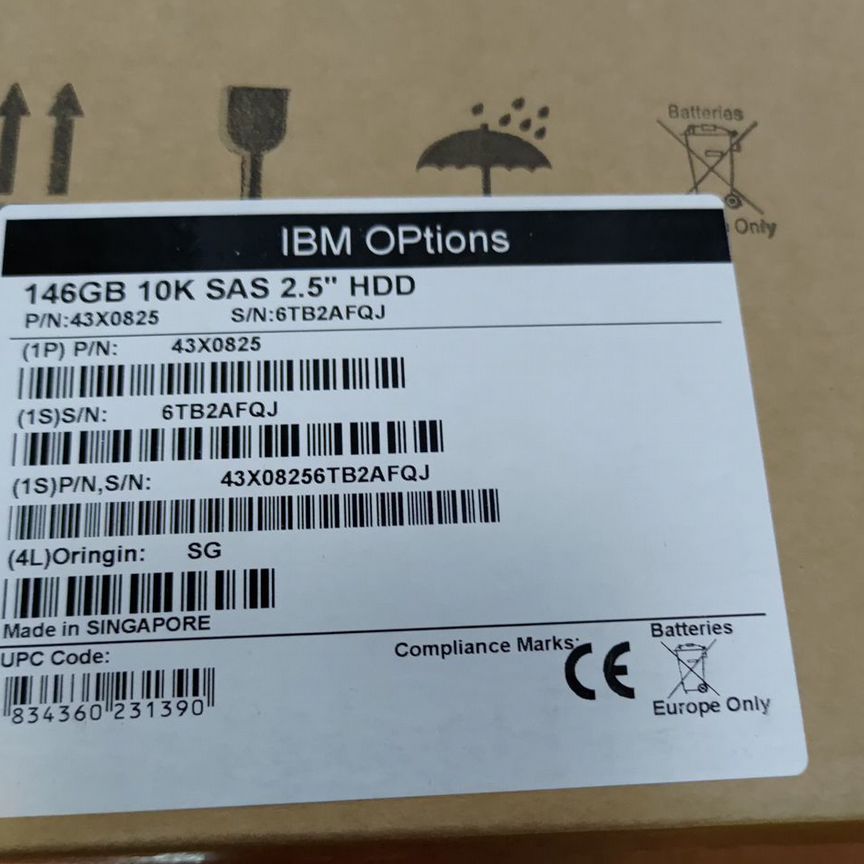 Batteries
Only
IBM OPtions
146GB 10K SAS 2.5" HDD
P/N:43X0825 S/N:6TB2AFQJ
(1P) P/N: 43X0825
(1S)S/N: 6TB2AFQJ
(1S)P/N,S/N: 43X08256TB2AFQJ
(4L)Oringin: SG
Made in SINGAPORE
UPC Code:
834360 231390
Compliance Marks:
CE
Batteries
Europe Only